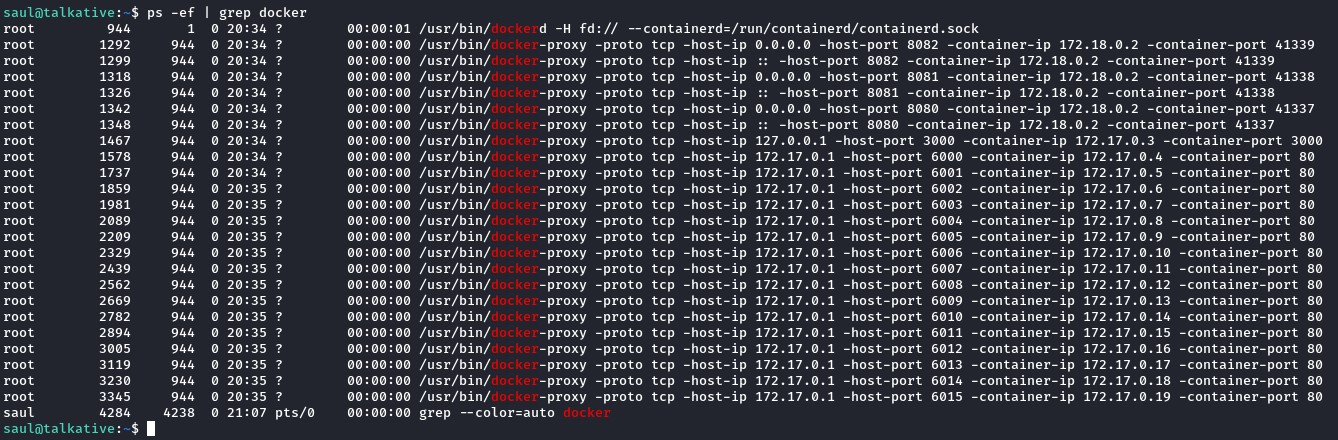 saul@talkative:~$ ps -ef | grep docker
root         944       1  0 20:34 ?        00:00:01 /usr/bin/dockerd -H fd:// --containerd=/run/containerd/containerd.sock
root        1292     944  0 20:34 ?        00:00:00 /usr/bin/docker-proxy -proto tcp -host-ip 0.0.0.0 -host-port 8082 -container-ip 172.18.0.2 -container-port 41339
root        1299     944  0 20:34 ?        00:00:00 /usr/bin/docker-proxy -proto tcp -host-ip :: -host-port 8082 -container-ip 172.18.0.2 -container-port 41339
root        1318     944  0 20:34 ?        00:00:00 /usr/bin/docker-proxy -proto tcp -host-ip 0.0.0.0 -host-port 8081 -container-ip 172.18.0.2 -container-port 41338
root        1326     944  0 20:34 ?        00:00:00 /usr/bin/docker-proxy -proto tcp -host-ip :: -host-port 8081 -container-ip 172.18.0.2 -container-port 41338
root        1342     944  0 20:34 ?        00:00:00 /usr/bin/docker-proxy -proto tcp -host-ip 0.0.0.0 -host-port 8080 -container-ip 172.18.0.2 -container-port 41337
root        1348     944  0 20:34 ?        00:00:00 /usr/bin/docker-proxy -proto tcp -host-ip :: -host-port 8080 -container-ip 172.18.0.2 -container-port 41337
root        1467     944  0 20:34 ?        00:00:00 /usr/bin/docker-proxy -proto tcp -host-ip 127.0.0.1 -host-port 3000 -container-ip 172.17.0.3 -container-port 3000
root        1578     944  0 20:34 ?        00:00:00 /usr/bin/docker-proxy -proto tcp -host-ip 172.17.0.1 -host-port 6000 -container-ip 172.17.0.4 -container-port 80
root        1737     944  0 20:34 ?        00:00:00 /usr/bin/docker-proxy -proto tcp -host-ip 172.17.0.1 -host-port 6001 -container-ip 172.17.0.5 -container-port 80
root        1859     944  0 20:35 ?        00:00:00 /usr/bin/docker-proxy -proto tcp -host-ip 172.17.0.1 -host-port 6002 -container-ip 172.17.0.6 -container-port 80
root        1981     944  0 20:35 ?        00:00:00 /usr/bin/docker-proxy -proto tcp -host-ip 172.17.0.1 -host-port 6003 -container-ip 172.17.0.7 -container-port 80
root        2089     944  0 20:35 ?        00:00:00 /usr/bin/docker-proxy -proto tcp -host-ip 172.17.0.1 -host-port 6004 -container-ip 172.17.0.8 -container-port 80
root        2209     944  0 20:35 ?        00:00:00 /usr/bin/docker-proxy -proto tcp -host-ip 172.17.0.1 -host-port 6005 -container-ip 172.17.0.9 -container-port 80
root        2329     944  0 20:35 ?        00:00:00 /usr/bin/docker-proxy -proto tcp -host-ip 172.17.0.1 -host-port 6006 -container-ip 172.17.0.10 -container-port 80
root        2439     944  0 20:35 ?        00:00:00 /usr/bin/docker-proxy -proto tcp -host-ip 172.17.0.1 -host-port 6007 -container-ip 172.17.0.11 -container-port 80
root        2562     944  0 20:35 ?        00:00:00 /usr/bin/docker-proxy -proto tcp -host-ip 172.17.0.1 -host-port 6008 -container-ip 172.17.0.12 -container-port 80
root        2669     944  0 20:35 ?        00:00:00 /usr/bin/docker-proxy -proto tcp -host-ip 172.17.0.1 -host-port 6009 -container-ip 172.17.0.13 -container-port 80
root        2782     944  0 20:35 ?        00:00:00 /usr/bin/docker-proxy -proto tcp -host-ip 172.17.0.1 -host-port 6010 -container-ip 172.17.0.14 -container-port 80
root        2894     944  0 20:35 ?        00:00:00 /usr/bin/docker-proxy -proto tcp -host-ip 172.17.0.1 -host-port 6011 -container-ip 172.17.0.15 -container-port 80
root        3005     944  0 20:35 ?        00:00:00 /usr/bin/docker-proxy -proto tcp -host-ip 172.17.0.1 -host-port 6012 -container-ip 172.17.0.16 -container-port 80
root        3119     944  0 20:35 ?        00:00:00 /usr/bin/docker-proxy -proto tcp -host-ip 172.17.0.1 -host-port 6013 -container-ip 172.17.0.17 -container-port 80
root        3230     944  0 20:35 ?        00:00:00 /usr/bin/docker-proxy -proto tcp -host-ip 172.17.0.1 -host-port 6014 -container-ip 172.17.0.18 -container-port 80
root        3345     944  0 20:35 ?        00:00:00 /usr/bin/docker-proxy -proto tcp -host-ip 172.17.0.1 -host-port 6015 -container-ip 172.17.0.19 -container-port 80
saul        4284    4238  0 21:07 pts/0    00:00:00 grep --color=auto docker
saul@talkative:~$